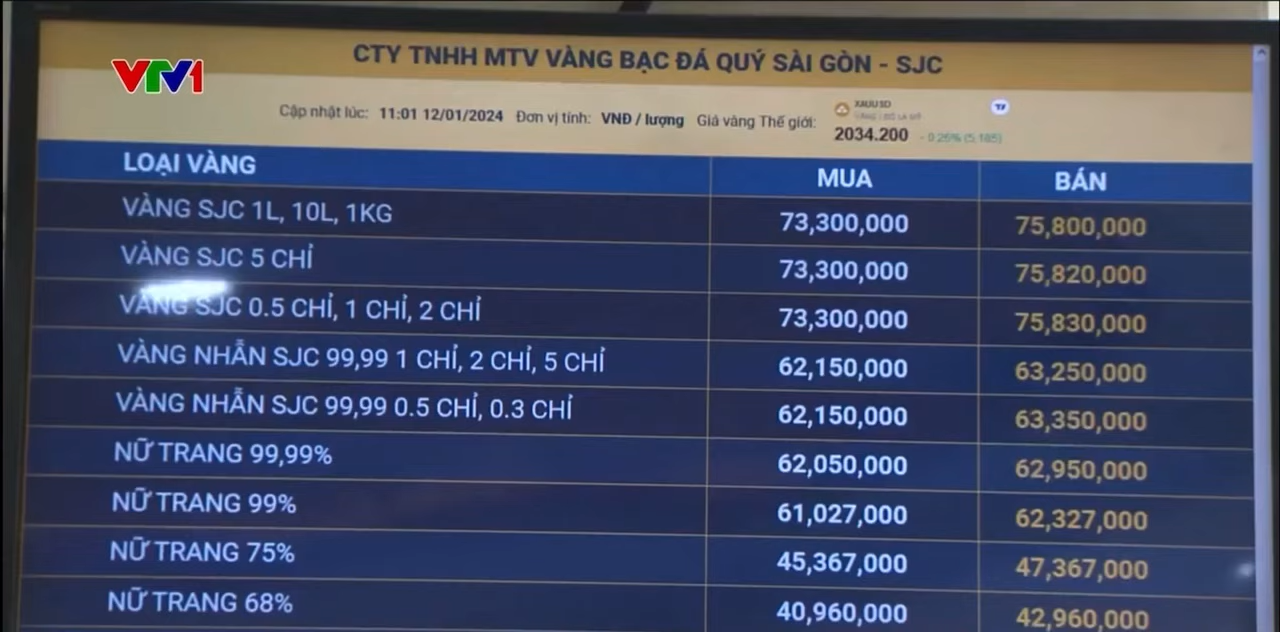 VTV1
CTY TNHH MTV VÀNG BẠC ĐÁ QUÝ SÀI GÒN - SJC
Cập nhật lúc: 11:01 12/01/2024 Đơn vị tính: VNĐ / lượng Giá vàng Thế giới:
XAUUSD
2034.200 - 0.26% (5.185)
LOẠI VÀNG MUA BÁN
VÀNG SJC 1L, 10L, 1KG 73,300,000 75,800,000
VÀNG SJC 5 CHỈ 73,300,000 75,820,000
VÀNG SJC 0.5 CHỈ, 1 CHỈ, 2 CHỈ 73,300,000 75,830,000
VÀNG NHẪN SJC 99,99 1 CHỈ, 2 CHỈ, 5 CHỈ 62,150,000 63,250,000
VÀNG NHẪN SJC 99,99 0.5 CHỈ, 0.3 CHỈ 62,150,000 63,350,000
NỮ TRANG 99,99% 62,050,000 62,950,000
NỮ TRANG 99% 61,027,000 62,327,000
NỮ TRANG 75% 45,367,000 47,367,000
NỮ TRANG 68% 40,960,000 42,960,000